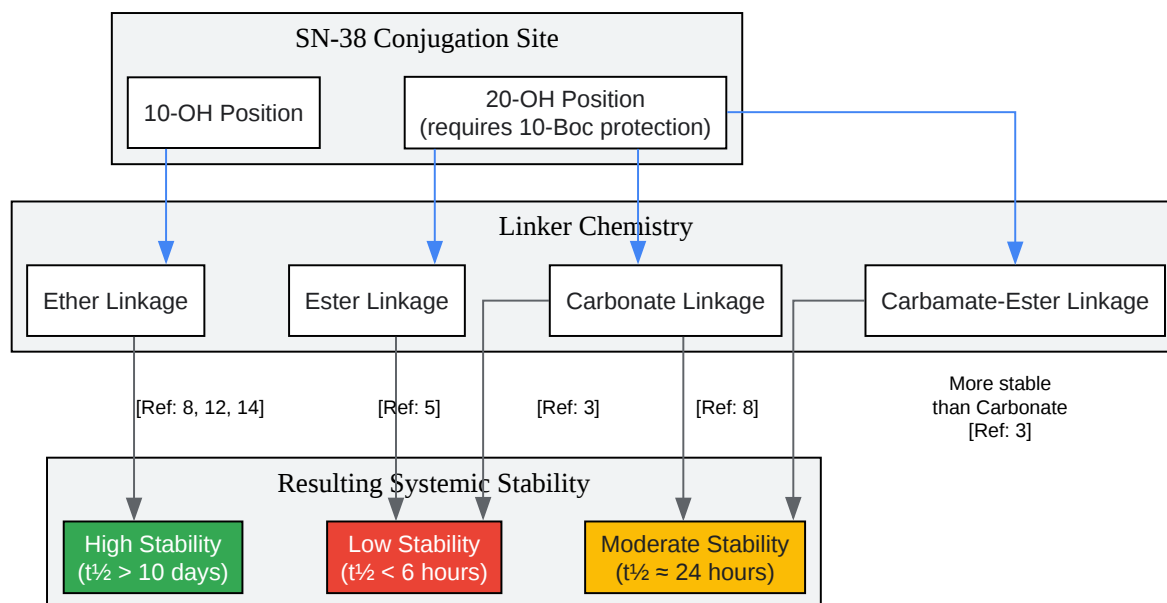 SN-38 Conjugation Site
10-OH Position
20-OH Position
(requires 10-Boc protection)
Linker Chemistry
Ether Linkage
Ester Linkage
Carbonate Linkage
Carbamate-Ester Linkage
[Ref: 8, 12, 14]
[Ref: 5]
[Ref: 3]
[Ref: 8]
More stable
than Carbonate
[Ref: 3]
Resulting Systemic Stability
High Stability
(t½ > 10 days)
Low Stability
(t½ < 6 hours)
Moderate Stability
(t½ ≈ 24 hours)